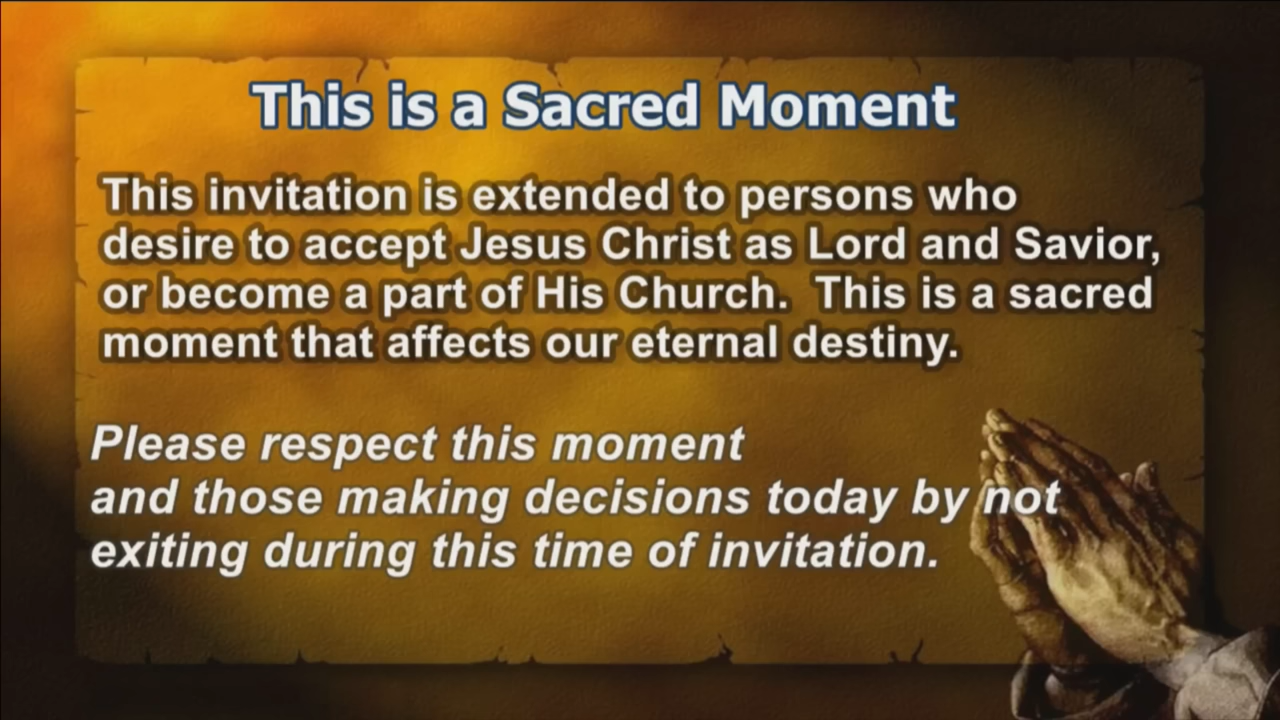 This is a Sacred Moment
This invitation is extended to persons who
desire to accept Jesus Christ as Lord and Savior,
or become a part of His Church.  This is a sacred
moment that affects our eternal destiny.
Please respect this moment
and those making decisions today by not
exiting during this time of invitation.